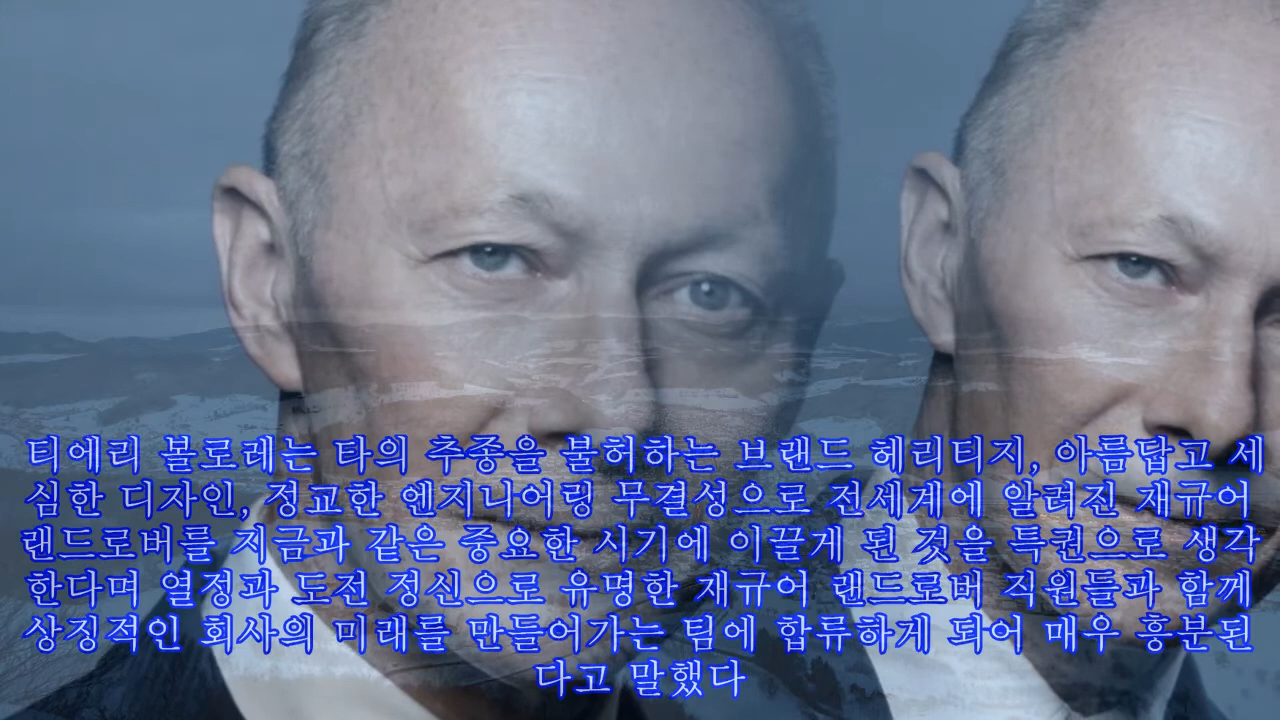 티에리 볼로레는 타의 추종을 불허하는 브랜드 헤리티지, 아름답고 세
심한 디자인, 정교한 엔지니어링 무결성으로 전세계에 알려진 재규어
랜드로버를 지금과 같은 중요한 시기에 이끌게 된 것을 특권으로 생각
한다며 열정과 도전 정신으로 유명한 재규어 랜드로버 직원들과 함께
상징적인 회사의 미래를 만들어가는 팀에 합류하게 되어 매우 흥분된
다고 말했다